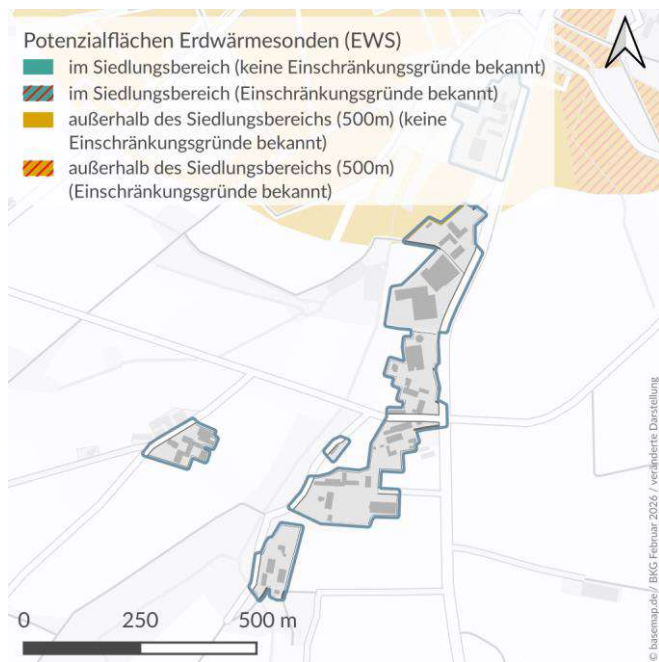 Potenzialflächen Erdwärmesonden (EWS)
im Siedlungsbereich (keine Einschränkungsgründe bekannt)
im Siedlungsbereich (Einschränkungsgründe bekannt)
außerhalb des Siedlungsbereichs (500m) (keine
Einschränkungsgründe bekannt)
außerhalb des Siedlungsbereichs (500m)
(Einschränkungsgründe bekannt)
© basemap.de / BKG Februar 2026 / veränderte Darstellung
0 250 500 m